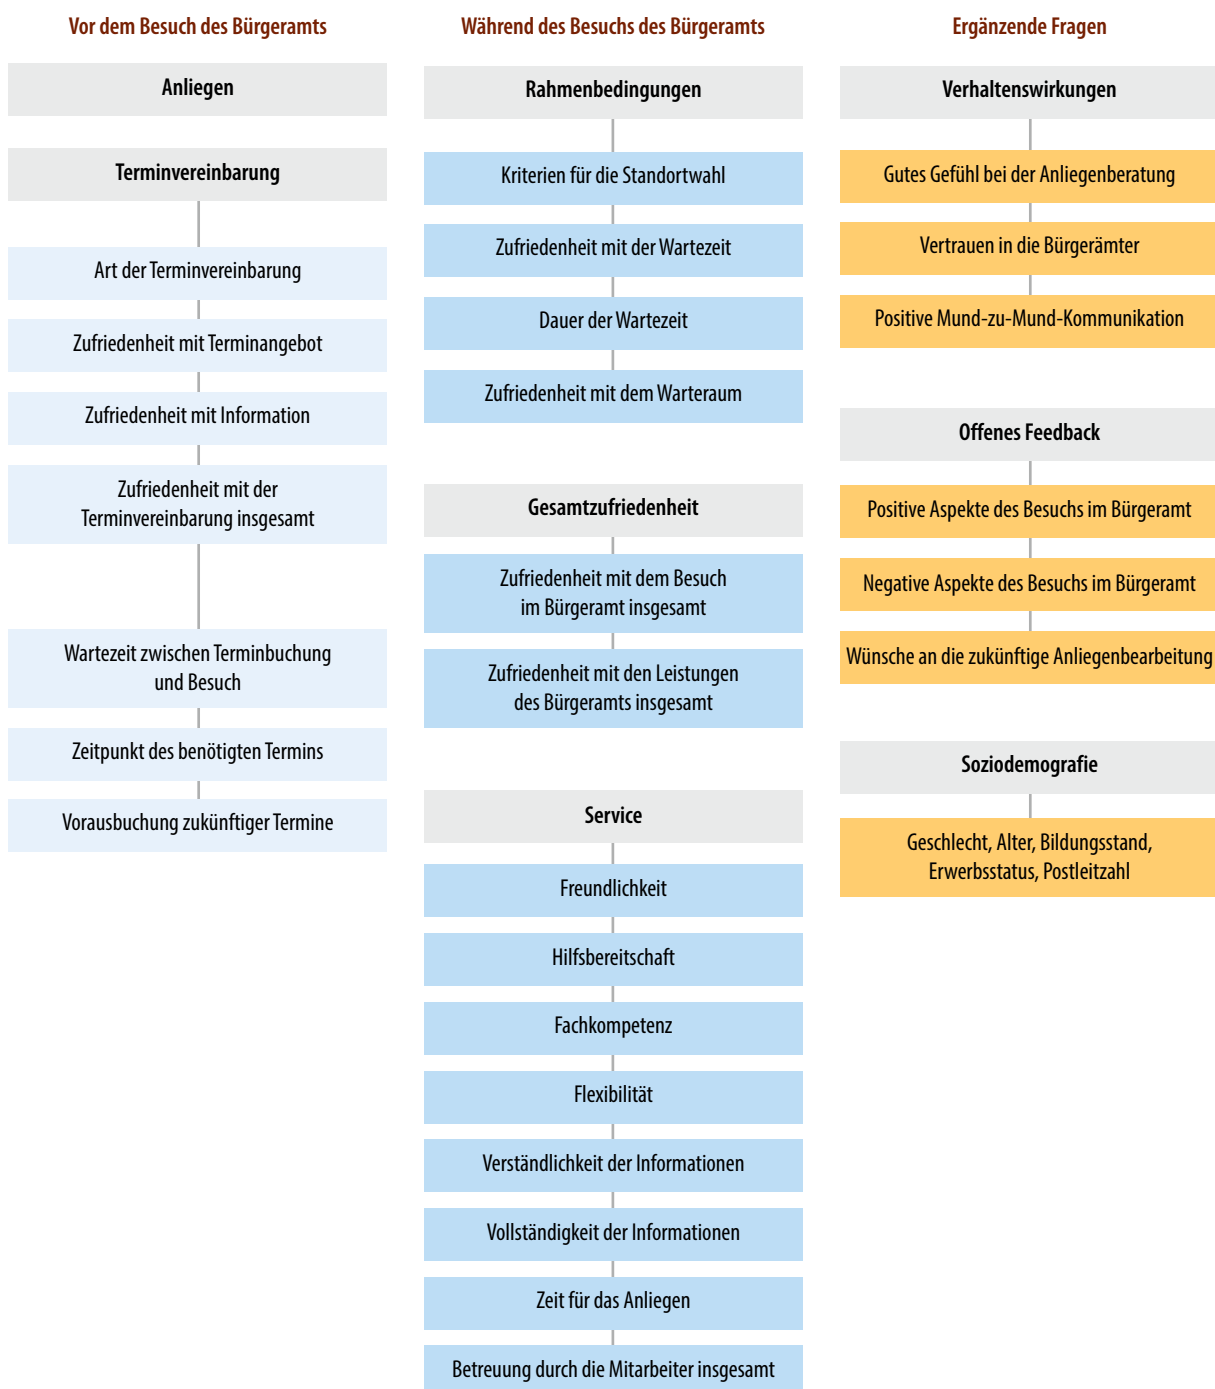 Vor dem Besuch des Bürgeramts
Anliegen
Terminvereinbarung
Art der Terminvereinbarung
Zufriedenheit mit Terminangebot
Zufriedenheit mit Information
Zufriedenheit mit der
Terminvereinbarung insgesamt
Wartezeit zwischen Terminbuchung
und Besuch
Zeitpunkt des benötigten Termins
Vorausbuchung zukünftiger Termine
Während des Besuchs des Bürgeramts
Rahmenbedingungen
Kriterien für die Standortwahl
Zufriedenheit mit der Wartezeit
Dauer der Wartezeit
Zufriedenheit mit dem Warteraum
Gesamtzufriedenheit
Zufriedenheit mit dem Besuch
im Bürgeramt insgesamt
Zufriedenheit mit den Leistungen
des Bürgeramts insgesamt
Service
Freundlichkeit
Hilfsbereitschaft
Fachkompetenz
Flexibilität
Verständlichkeit der Informationen
Vollständigkeit der Informationen
Zeit für das Anliegen
Betreuung durch die Mitarbeiter insgesamt
Ergänzende Fragen
Verhaltenswirkungen
Gutes Gefühl bei der Anliegenberatung
Vertrauen in die Bürgerämter
Positive Mund-zu-Mund-Kommunikation
Offenes Feedback
Positive Aspekte des Besuchs im Bürgeramt
Negative Aspekte des Besuchs im Bürgeramt
Wünsche an die zukünftige Anliegenbearbeitung
Soziodemografie
Geschlecht, Alter, Bildungsstand,
Erwerbsstatus, Postleitzahl